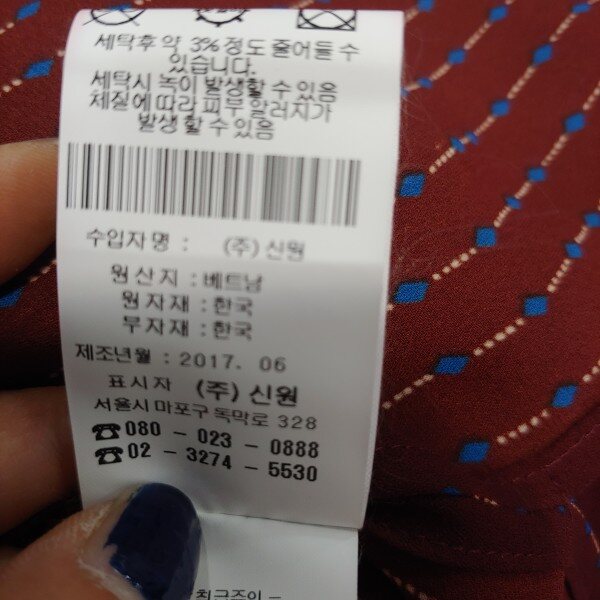 세탁후 약 3% 정도 줄어들 수
있습니다.
세탁시 녹이 발생할 수 있음
체질에 따라 피부 알러지가
발생할 수 있음
수입자명 : (주)신원
원산지 : 베트남
원자재 : 한국
부자재 : 한국
제조년월 : 2017. 06
표시자 (주)신원
서울시 마포구 독막로 328
☎ 080 - 023 - 0888
☎ 02 - 3274 - 5530
취급주의